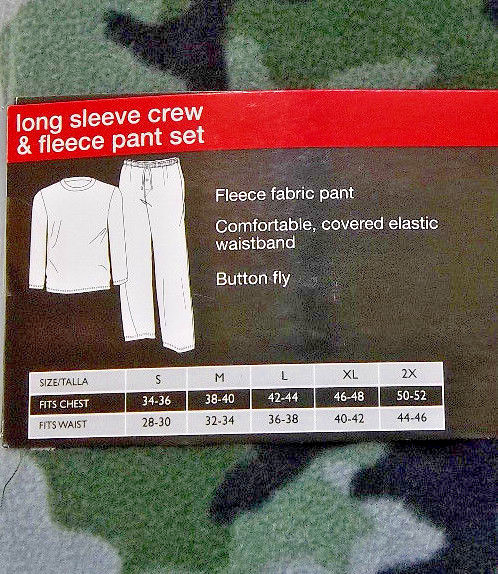 long sleeve crew
& fleece pant set
Fleece fabric pant
Comfortable, covered elastic
waistband
Button fly
SIZE/TALLA S M L XL 2X
FITS CHEST 34-36 38-40 42-44 46-48 50-52
FITS WAIST 28-30 32-34 36-38 40-42 44-46